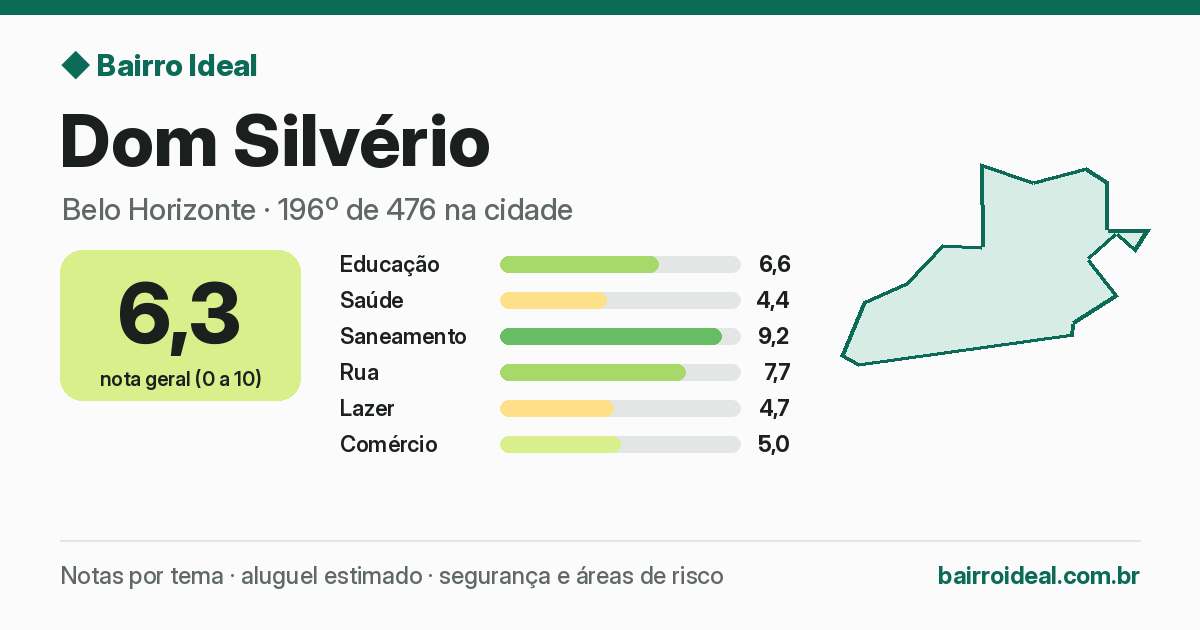 Bairro Ideal
Dom Silvério
Belo Horizonte · 196º de 476 na cidade
6,3
nota geral (0 a 10)
Educação 6,6
Saúde 4,4
Saneamento 9,2
Rua 7,7
Lazer 4,7
Comércio 5,0
Notas por tema · aluguel estimado · segurança e áreas de risco
bairroideal.com.br